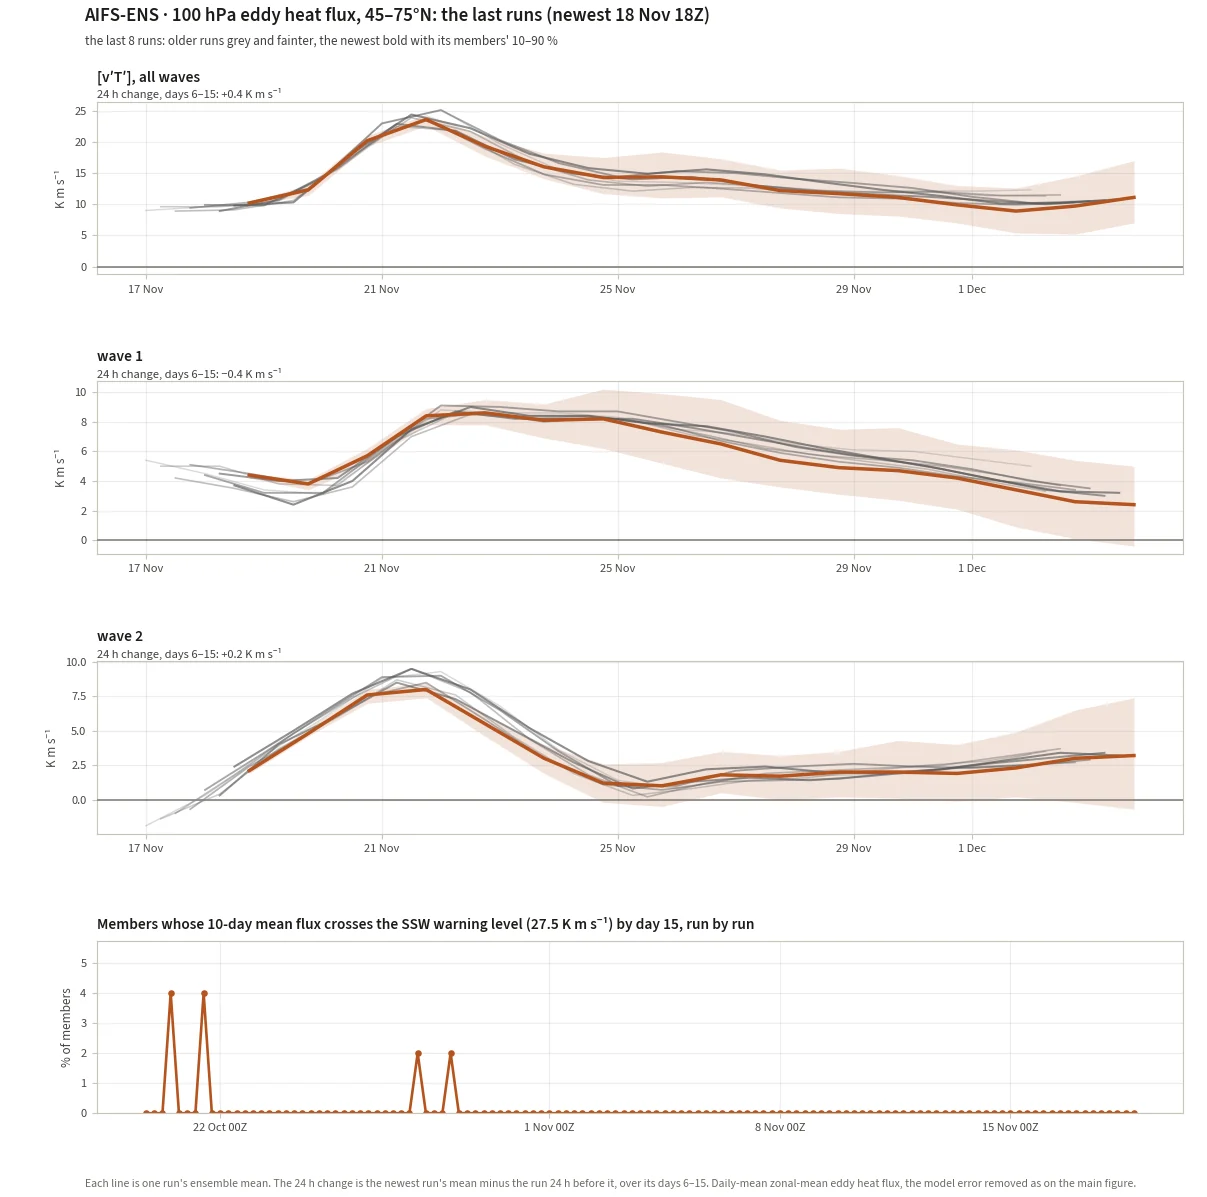 AIFS-ENS · 100 hPa eddy heat flux, 45–75°N: the last runs (newest 18 Nov 18Z)
the last 8 runs: older runs grey and fainter, the newest bold with its members' 10–90 %
[v′T′], all waves
24 h change, days 6–15: +0.4 K m s⁻¹
25
20
15
10
5
0
K m s⁻¹
17 Nov
21 Nov
25 Nov
29 Nov
1 Dec
wave 1
24 h change, days 6–15: −0.4 K m s⁻¹
10
8
6
4
2
0
K m s⁻¹
17 Nov
21 Nov
25 Nov
29 Nov
1 Dec
wave 2
24 h change, days 6–15: +0.2 K m s⁻¹
10.0
7.5
5.0
2.5
0.0
K m s⁻¹
17 Nov
21 Nov
25 Nov
29 Nov
1 Dec
Members whose 10-day mean flux crosses the SSW warning level (27.5 K m s⁻¹) by day 15, run by run
5
4
3
2
1
0
% of members
22 Oct 00Z
1 Nov 00Z
8 Nov 00Z
15 Nov 00Z
Each line is one run's ensemble mean. The 24 h change is the newest run's mean minus the run 24 h before it, over its days 6–15. Daily-mean zonal-mean eddy heat flux, the model error removed as on the main figure.